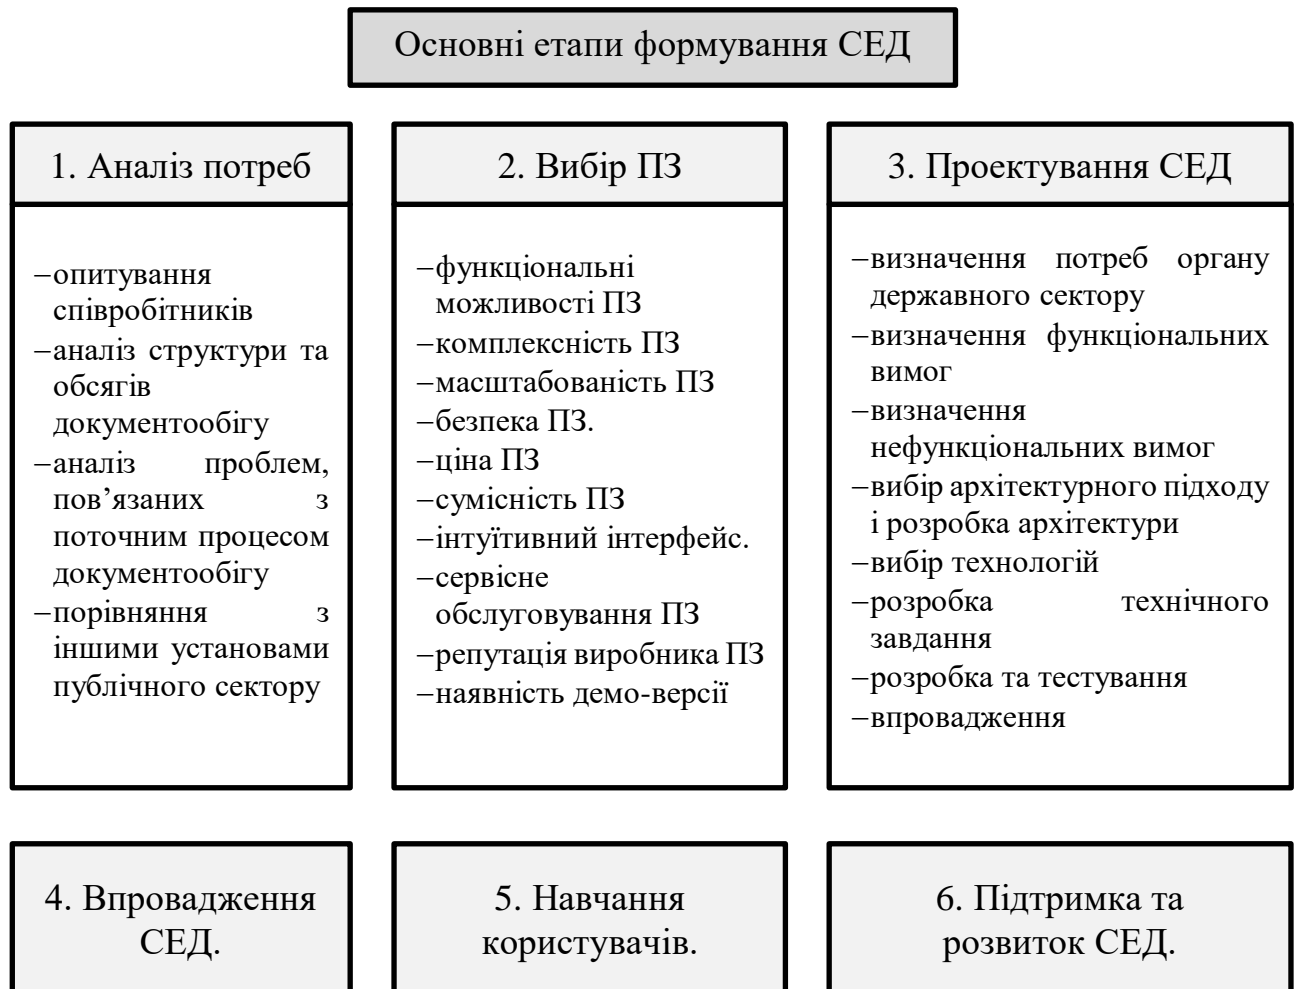 Основні етапи формування СЕД
1. Аналіз потреб
–опитування
співробітників
–аналіз структури та
обсягів
документообігу
–аналіз проблем,
пов’язаних з
поточним процесом
документообігу
–порівняння з
іншими установами
публічного сектору
2. Вибір ПЗ
–функціональні
можливості ПЗ
–комплексність ПЗ
–масштабованість ПЗ
–безпека ПЗ.
–ціна ПЗ
–сумісність ПЗ
–інтуїтивний інтерфейс.
–сервісне
обслуговування ПЗ
–репутація виробника ПЗ
–наявність демо-версії
3. Проектування СЕД
–визначення потреб органу
державного сектору
–визначення функціональних
вимог
–визначення
нефункціональних вимог
–вибір архітектурного підходу
і розробка архітектури
–вибір технологій
–розробка технічного
завдання
–розробка та тестування
–впровадження
4. Впровадження
СЕД.
5. Навчання
користувачів.
6. Підтримка та
розвиток СЕД.